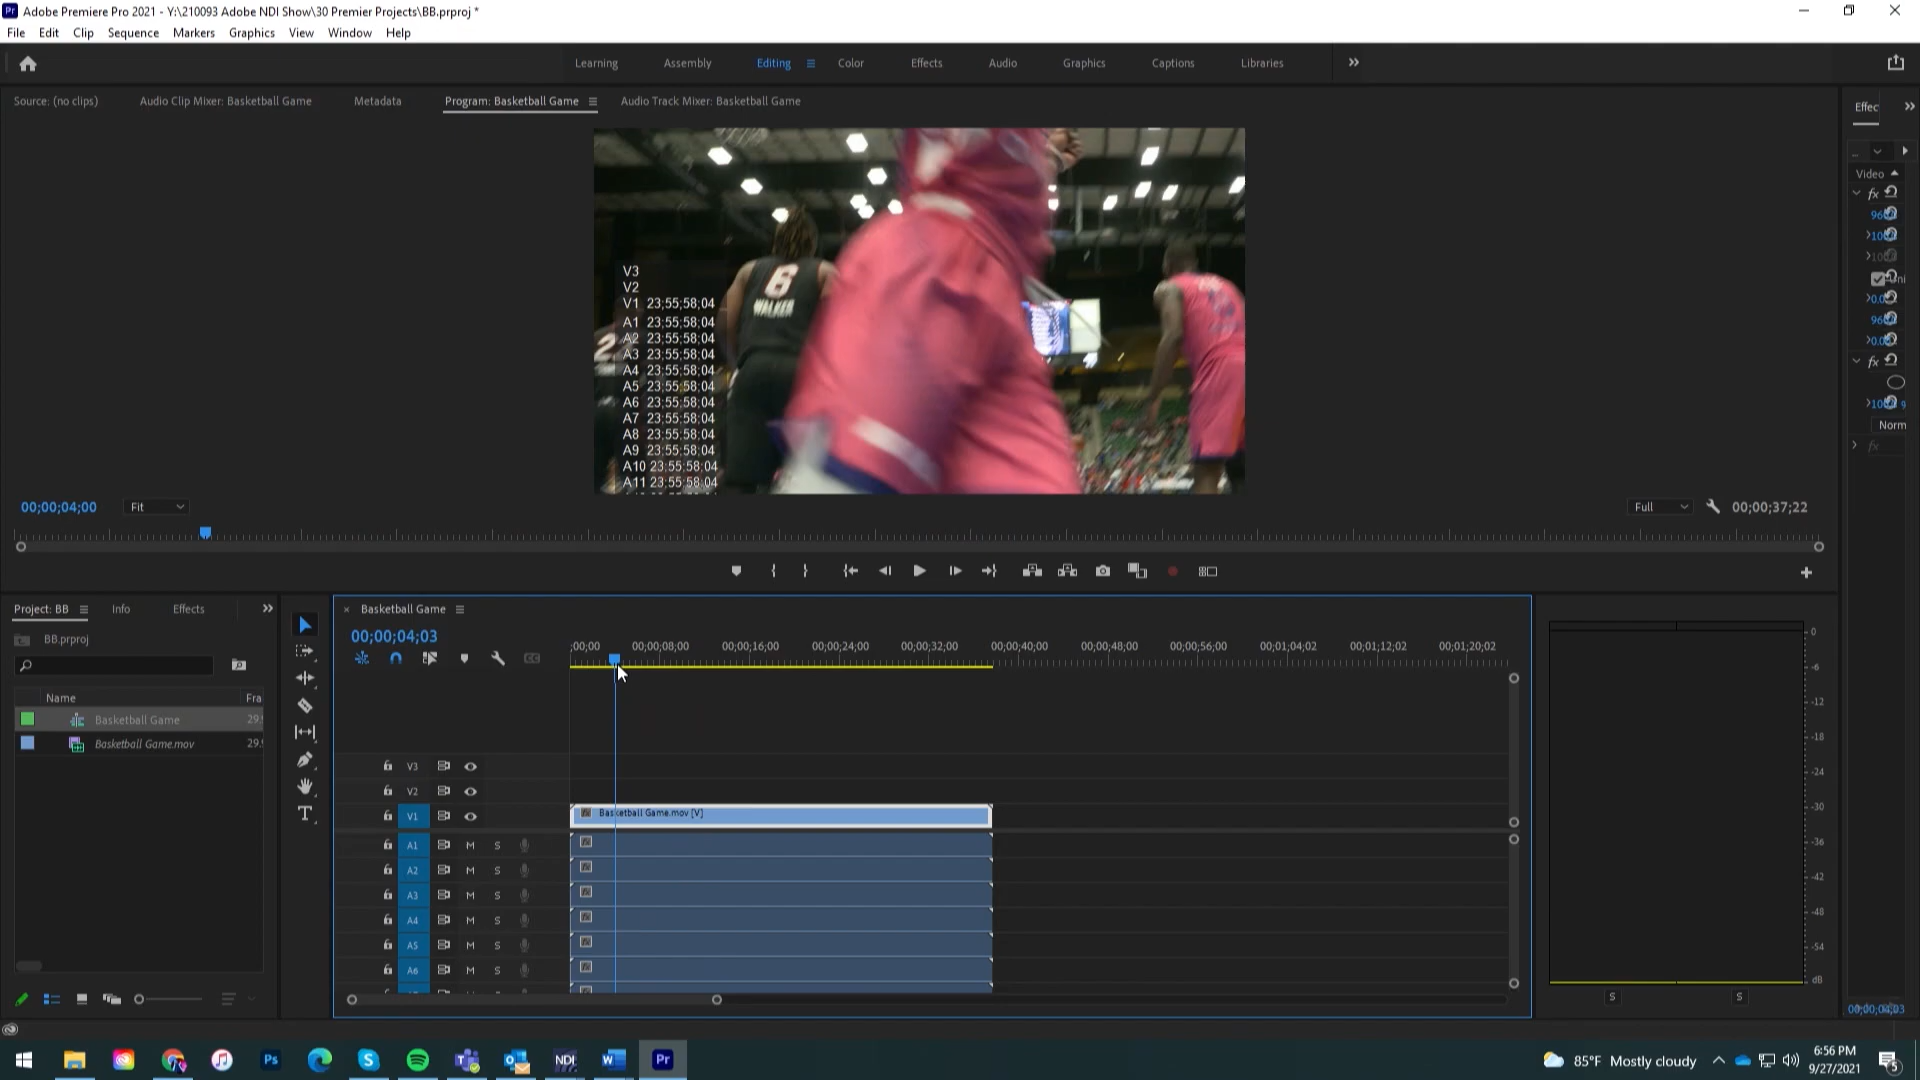 Adobe Premiere Pro 2021 - Y:\210093 Adobe NDI Show\30 Premier Projects\BB.prproj *
File Edit Clip Sequence Markers Graphics View Window Help
Learning Assembly Editing Color Effects Audio Graphics Captions Libraries
Source: (no clips) Audio Clip Mixer: Basketball Game Metadata Program: Basketball Game Audio Track Mixer: Basketball Game
Effec
Video
fx
fx
Norm
fx
6
WALKER
2
V3
V2
V1 23;55;58;04
A1 23;55;58;04
A2 23;55;58;04
A3 23;55;58;04
A4 23;55;58;04
A5 23;55;58;04
A6 23;55;58;04
A7 23;55;58;04
A8 23;55;58;04
A9 23;55;58;04
A10 23;55;58;04
A11 23;55;58;04
00;00;04;00 Fit Full 00;00;37;22
Project: BB Info Effects
BB.prproj
Name Fra
Basketball Game 29.
Basketball Game.mov 29.
Basketball Game
00;00;04;03
;00;00 00;00;08;00 00;00;16;00 00;00;24;00 00;00;32;00 00;00;40;00 00;00;48;00 00;00;56;00 00;01;04;02 00;01;12;02 00;01;20;02
V3
V2
V1 Basketball Game.mov [V]
A1 M S
A2 M S
A3 M S
A4 M S
A5 M S
A6 M S
0
-6
-12
-18
-24
-30
-36
-42
-48
-54
dB
S S
00;00;04;03
Ps NDI Pr
85°F Mostly cloudy
6:56 PM
9/27/2021
5